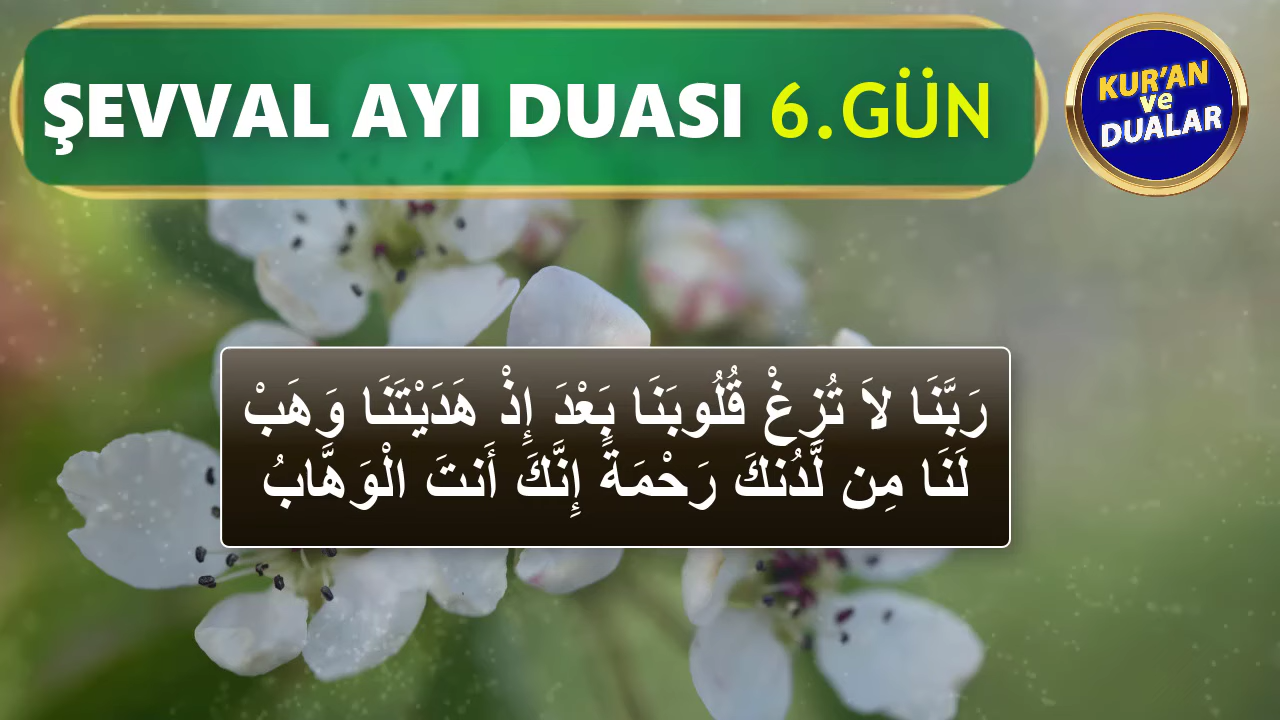 ŞEVVAL AYI DUASI 6.GÜN
KUR'AN
ve
DUALAR
رَبَّنَا لاَ تُزِغْ قُلُوبَنَا بَعْدَ إِذْ هَدَيْتَنَا وَهَبْ
لَنَا مِن لَّدُنكَ رَحْمَةً إِنَّكَ أَنتَ الْوَهَّابُ